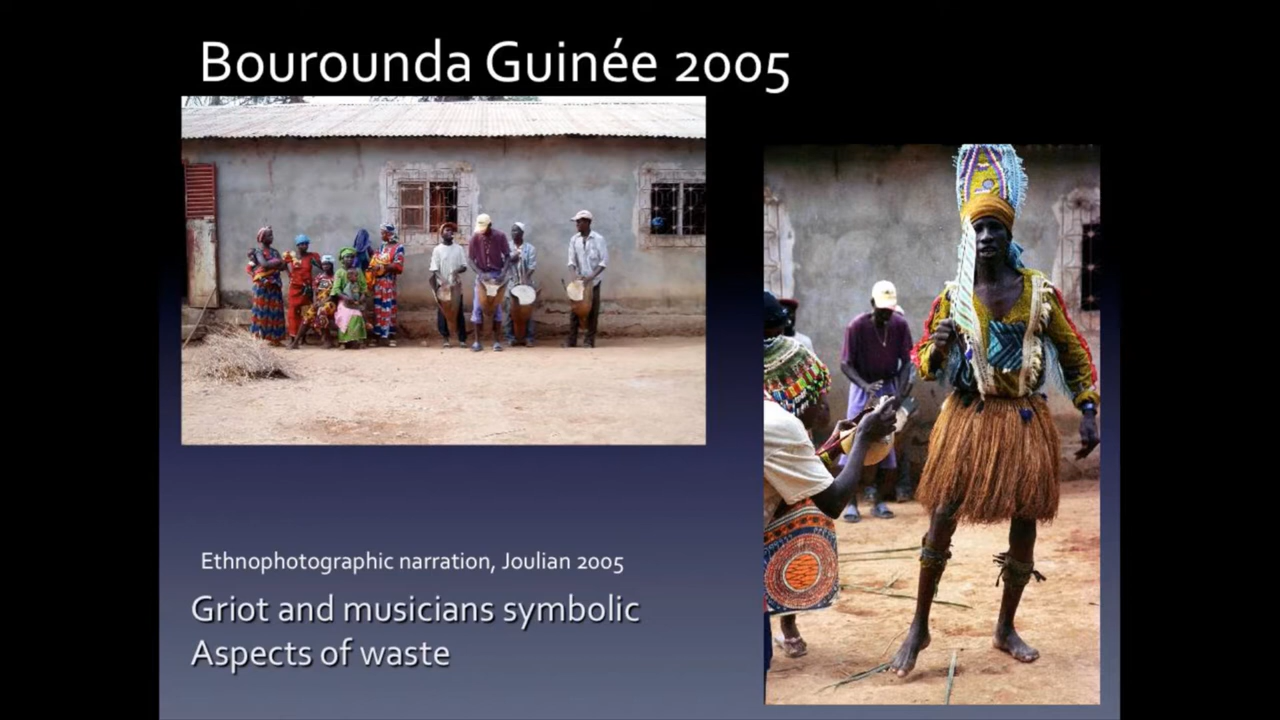 Bourounda Guinée 2005
Ethnophotographic narration, Joulian 2005
Griot and musicians symbolic
Aspects of waste